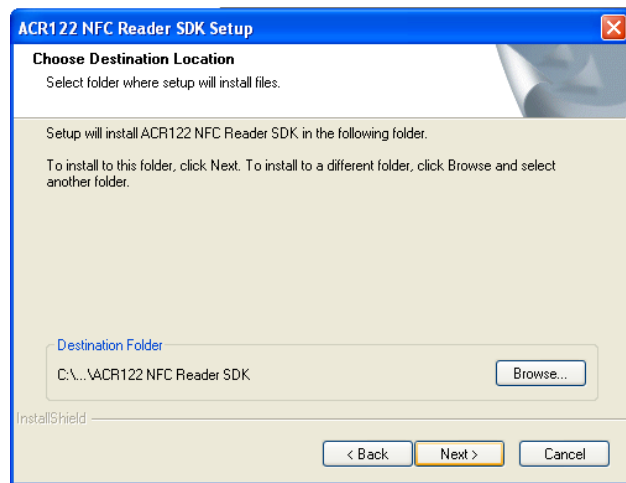 ACR122 NFC Reader SDK Setup
Choose Destination Location
Select folder where setup will install files.
Setup will install ACR122 NFC Reader SDK in the following folder.
To install to this folder, click Next. To install to a different folder, click Browse and select
another folder.
Destination Folder
C:\...\ACR122 NFC Reader SDK
Browse...
InstallShield
< Back
Next >
Cancel